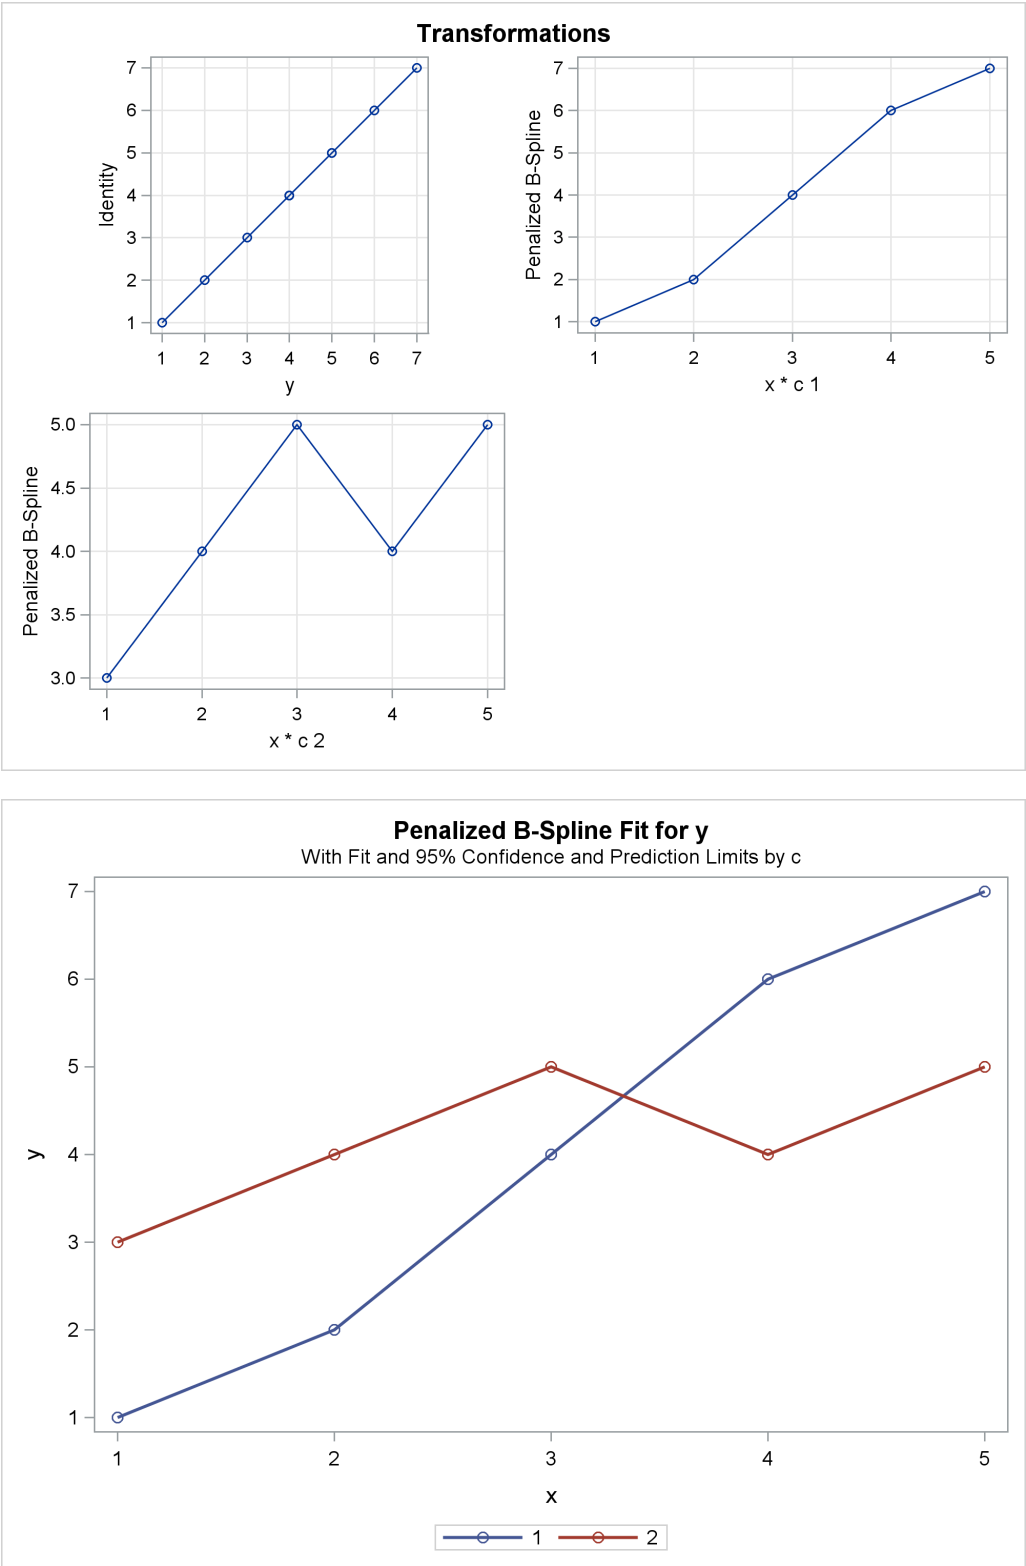 Transformations
Identity
7
6
5
4
3
2
1
1 2 3 4 5 6 7
y
Penalized B-Spline
7
6
5
4
3
2
1
1 2 3 4 5
x * c 1
Penalized B-Spline
5.0
4.5
4.0
3.5
3.0
1 2 3 4 5
x * c 2
Penalized B-Spline Fit for y
With Fit and 95% Confidence and Prediction Limits by c
y
7
6
5
4
3
2
1
1 2 3 4 5
x
1 2